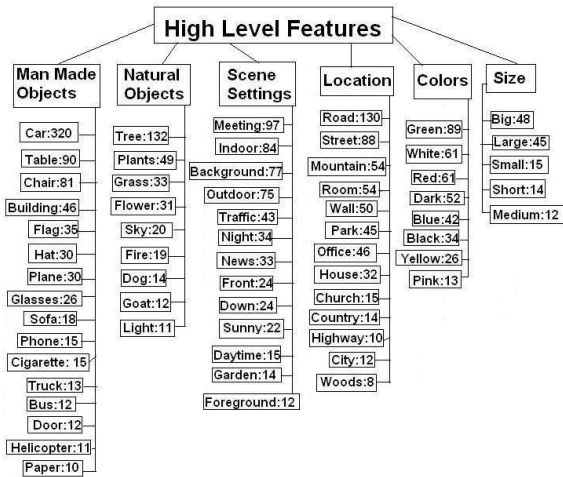 High Level Features
Man Made
Objects
Car:320
Table:90
Chair:81
Building:46
Flag:35
Hat:30
Plane:30
Glasses:26
Sofa:18
Phone:15
Cigarette: 15
Truck:13
Bus:12
Door:12
Helicopter:11
Paper:10
Natural
Objects
Tree:132
Plants:49
Grass:33
Flower:31
Sky:20
Fire:19
Dog:14
Goat:12
Light:11
Scene
Settings
Meeting:97
Indoor:84
Background:77
Outdoor:75
Traffic:43
Night:34
News:33
Front:24
Down:24
Sunny:22
Daytime:15
Garden:14
Foreground:12
Location
Road:130
Street:88
Mountain:54
Room:54
Wall:50
Park:45
Office:46
House:32
Church:15
Country:14
Highway:10
City:12
Woods:8
Colors
Green:89
White:61
Red:61
Dark:52
Blue:42
Black:34
Yellow:26
Pink:13
Size
Big:48
Large:45
Small:15
Short:14
Medium:12